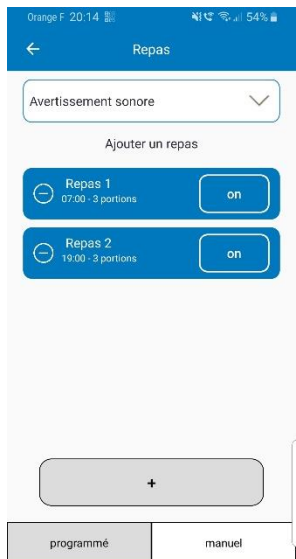 Orange F 20:14 54%
Repas
Avertissement sonore
Ajouter un repas
Repas 1
07:00 - 3 portions
on
Repas 2
19:00 - 3 portions
on
+
programmé manuel